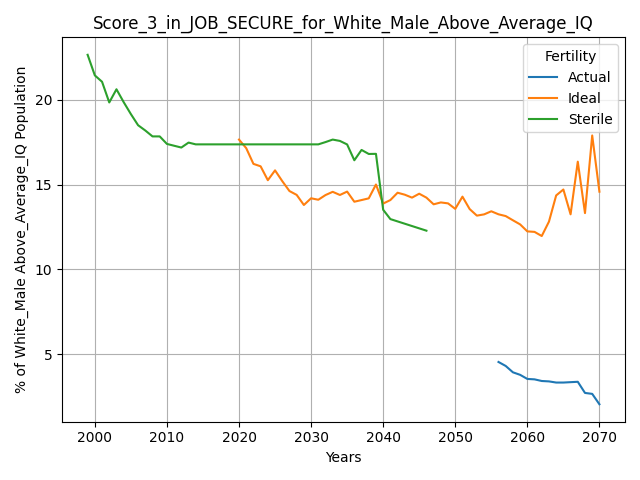 Score_3_in_JOB_SECURE_for_White_Male_Above_Average_IQ
% of White_Male Above_Average_IQ Population
20
15
10
5
Fertility
Actual
Ideal
Sterile
2000 2010 2020 2030 2040 2050 2060 2070
Years